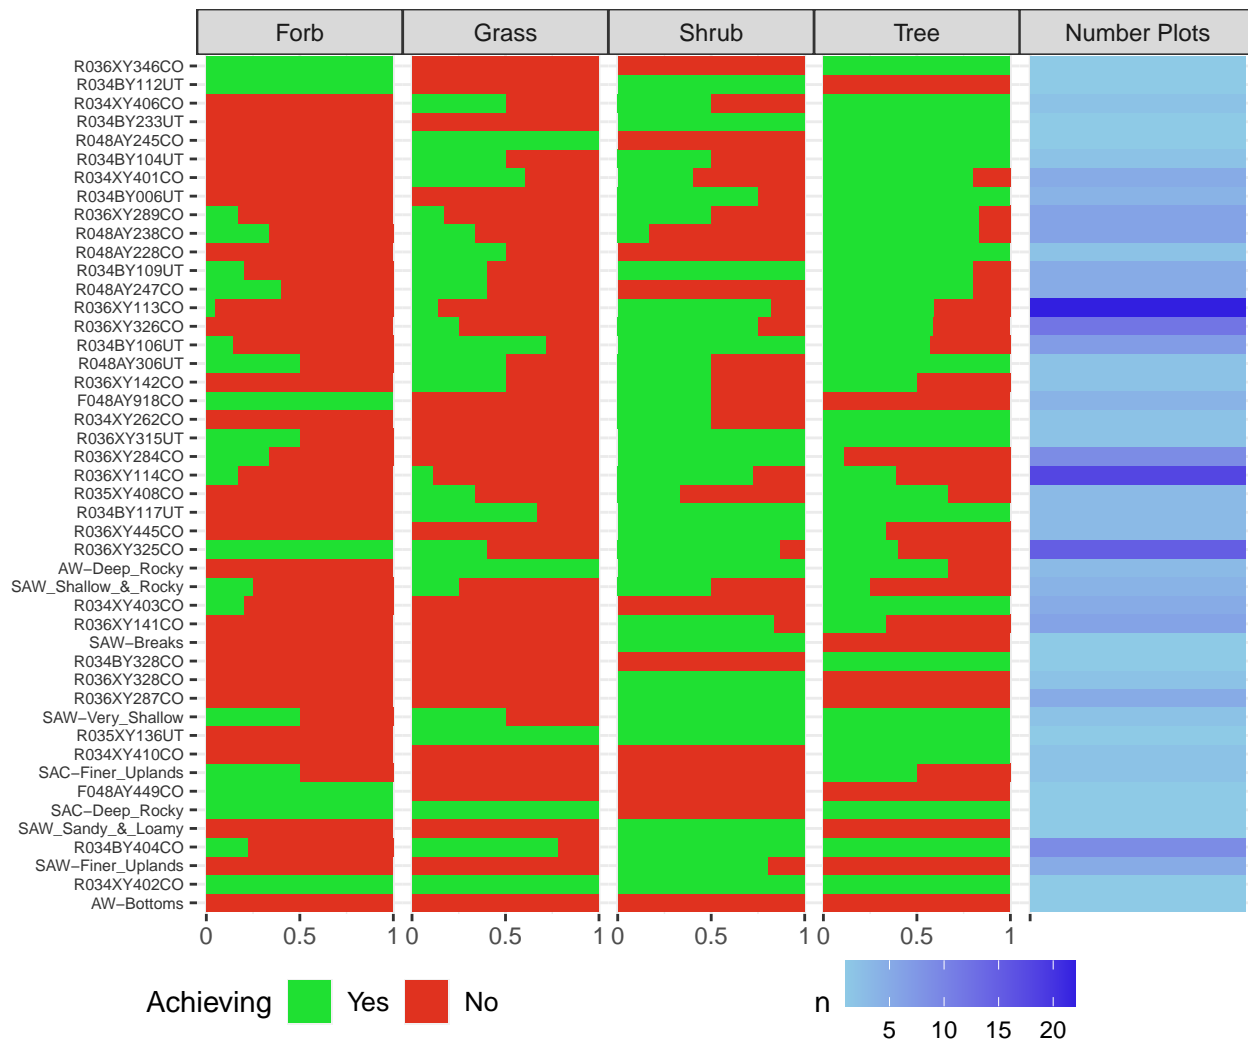 Forb Grass Shrub Tree Number Plots
R036XY346CO
R034BY112UT
R034XY406CO
R034BY233UT
R048AY245CO
R034BY104UT
R034XY401CO
R034BY006UT
R036XY289CO
R048AY238CO
R048AY228CO
R034BY109UT
R048AY247CO
R036XY113CO
R036XY326CO
R034BY106UT
R048AY306UT
R036XY142CO
F048AY918CO
R034XY262CO
R036XY315UT
R036XY284CO
R036XY114CO
R035XY408CO
R034BY117UT
R036XY445CO
R036XY325CO
AW−Deep_Rocky
SAW_Shallow_&_Rocky
R034XY403CO
R036XY141CO
SAW−Breaks
R034BY328CO
R036XY328CO
R036XY287CO
SAW−Very_Shallow
R035XY136UT
R034XY410CO
SAC−Finer_Uplands
F048AY449CO
SAC−Deep_Rocky
SAW_Sandy_&_Loamy
R034BY404CO
SAW−Finer_Uplands
R034XY402CO
AW−Bottoms
0 0.5 1 0 0.5 1 0 0.5 1 0 0.5 1
Achieving Yes No n
5 10 15 20